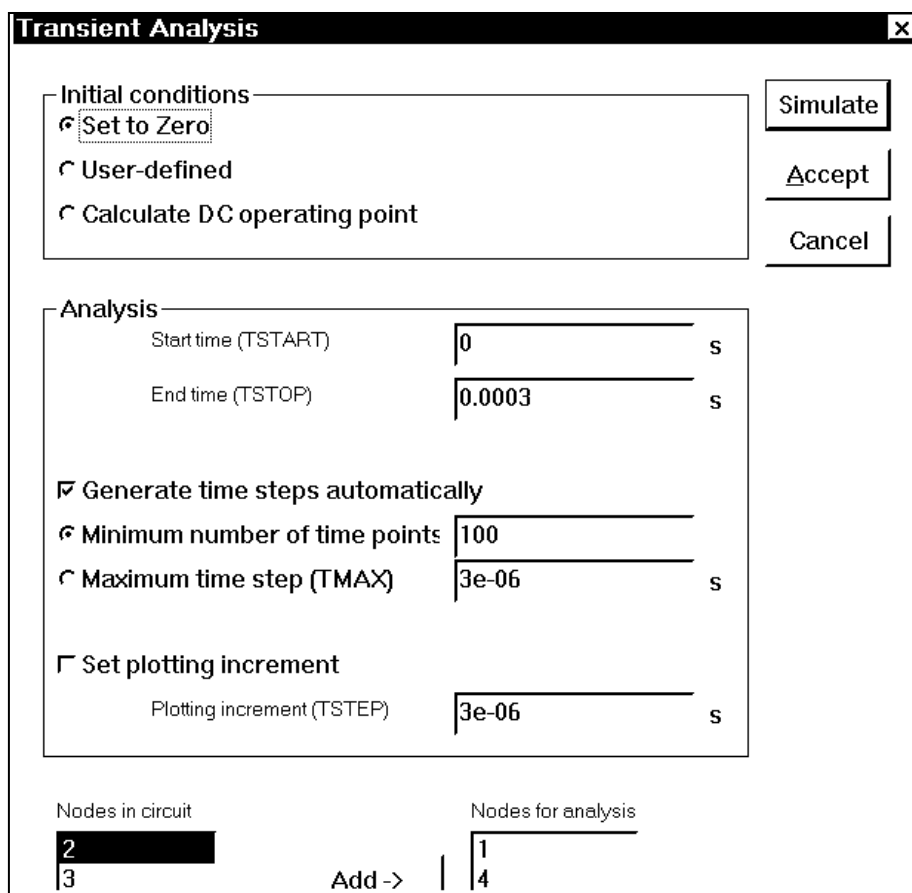 Transient Analysis
Initial conditions
Set to Zero
User-defined
Calculate DC operating point
Simulate
Accept
Cancel
Analysis
Start time (TSTART) 0 s
End time (TSTOP) 0.0003 s
Generate time steps automatically
Minimum number of time points 100
Maximum time step (TMAX) 3e-06 s
Set plotting increment
Plotting increment (TSTEP) 3e-06 s
Nodes in circuit
2
3
Add ->
Nodes for analysis
1
4